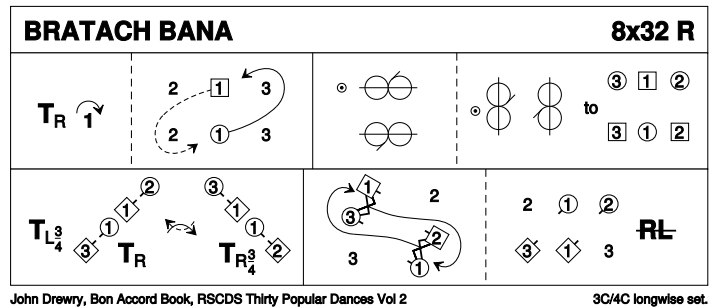 BRATACH BANA 8x32 R
2 1 3 3 1 2
TR 1 to
2 1 3 3 1 2
2 3 1
1 1 2 2 1 2
TL 3/4 1 1 3 RL
3 TR TR 3/4 2 3 2 1 3 1 3
John Drewry, Bon Accord Book, RSCDS Thirty Popular Dances Vol 2 3C/4C longwise set.